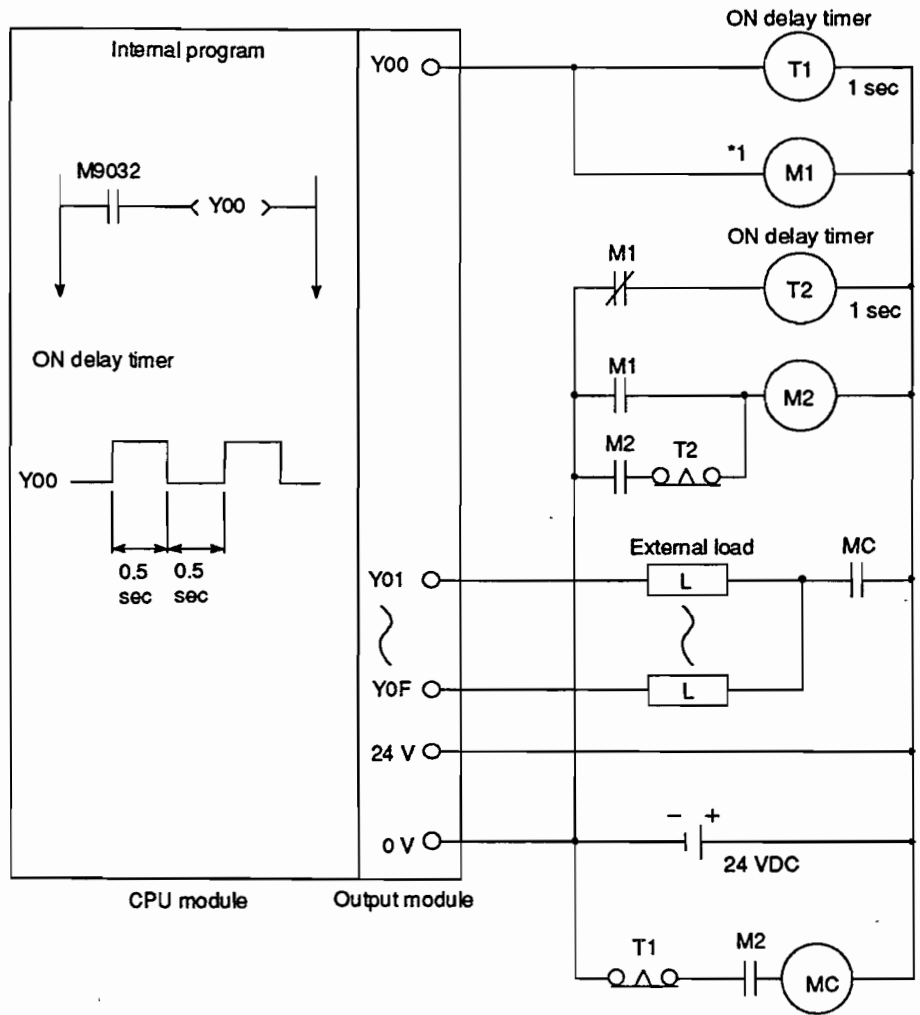 ON delay timer
Internal program
Y00
T1
1 sec
M9032
Y00
*1
M1
ON delay timer
M1
T2
1 sec
ON delay timer
M1
M2
M2
T2
Y00
0.5 sec
0.5 sec
External load
MC
Y01
L
Y0F
L
24 V
0 V
- +
24 VDC
CPU module
Output module
T1
M2
MC